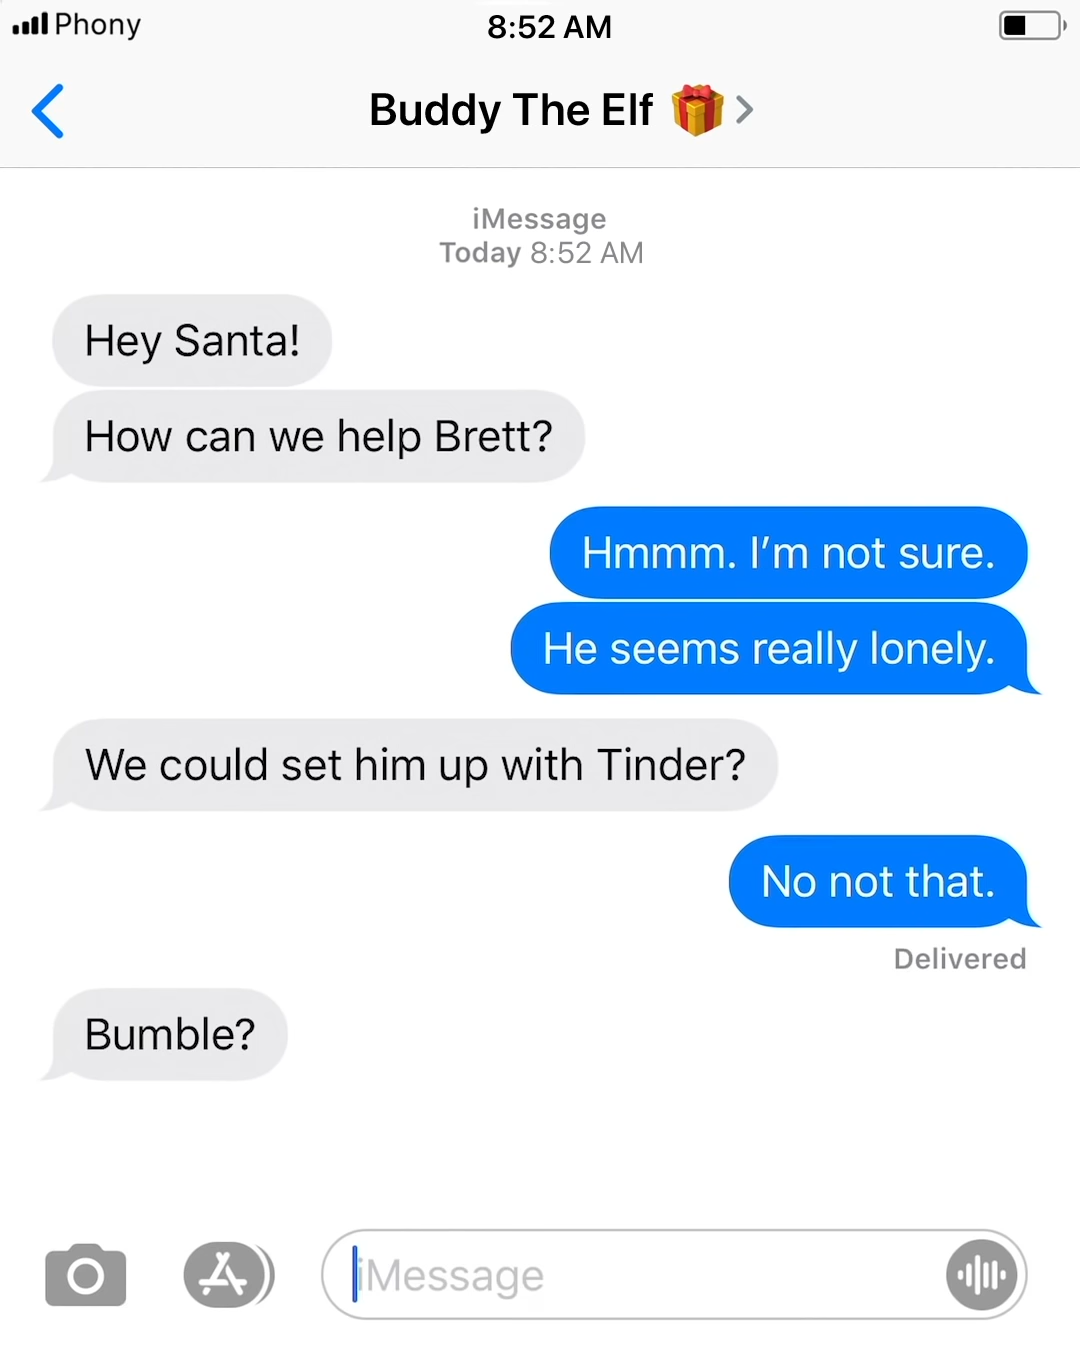 Phony 8:52 AM
Buddy The Elf
iMessage
Today 8:52 AM
Hey Santa!
How can we help Brett?
Hmmm. I’m not sure.
He seems really lonely.
We could set him up with Tinder?
No not that.
Delivered
Bumble?
iMessage